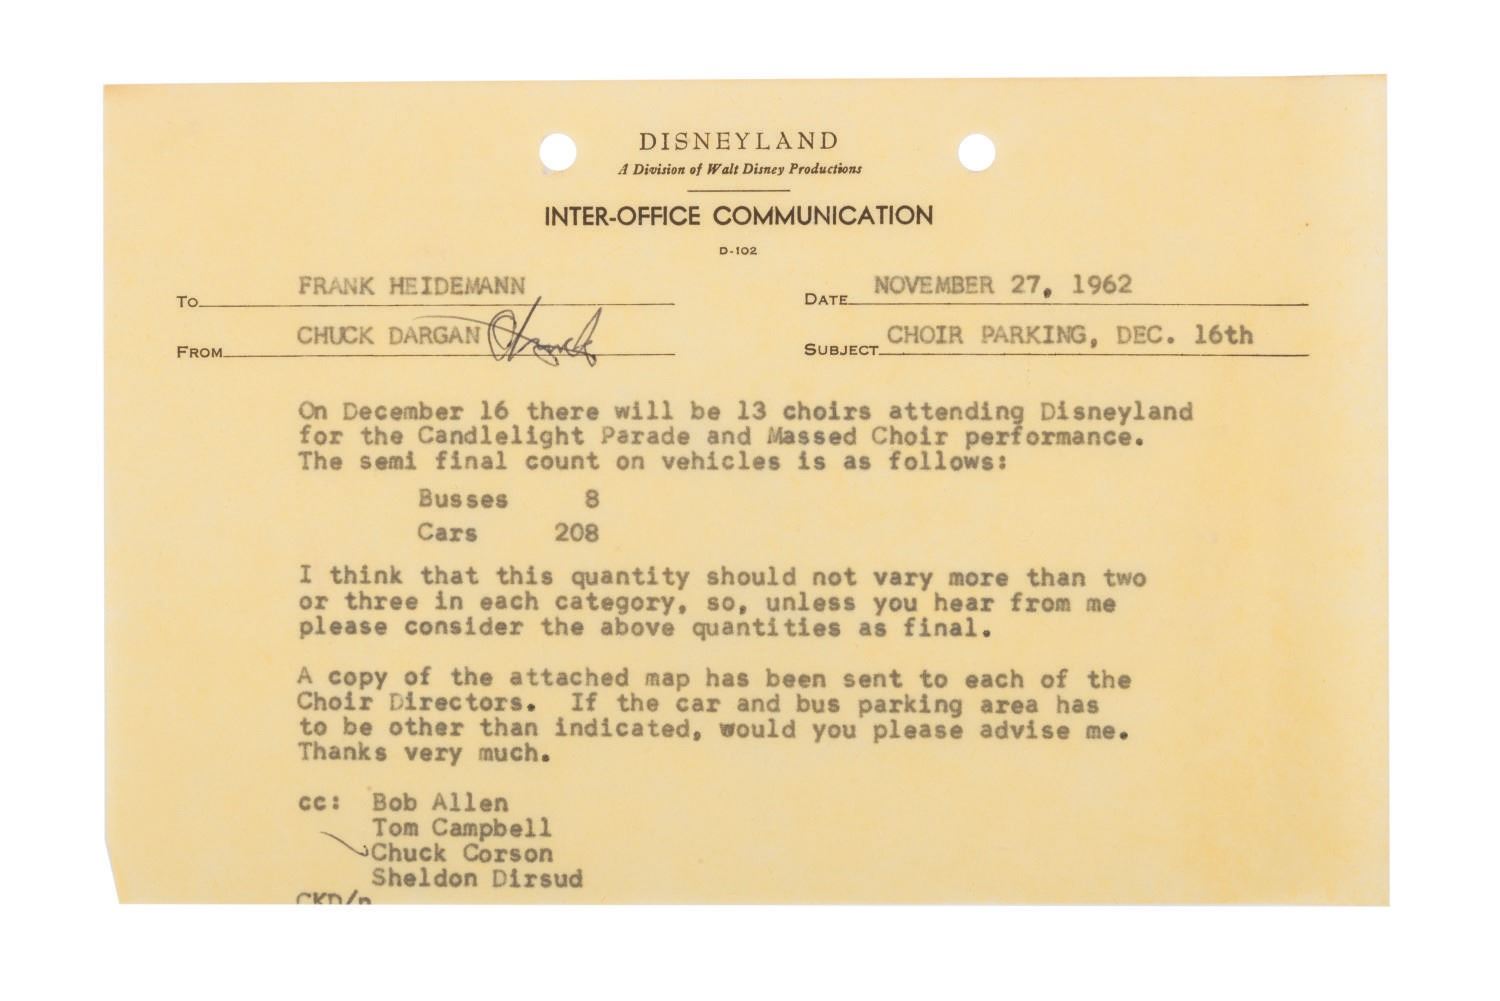 DISNEYLAND
A Division of Walt Disney Productions
INTER-OFFICE COMMUNICATION
D-102
To FRANK HEIDEMANN
DATE NOVEMBER 27, 1962
FROM CHUCK DARGAN Chuck
SUBJECT CHOIR PARKING, DEC. 16th
On December 16 there will be 13 choirs attending Disneyland
for the Candlelight Parade and Massed Choir performance.
The semi final count on vehicles is as follows:
Busses 8
Cars 208
I think that this quantity should not vary more than two
or three in each category, so, unless you hear from me
please consider the above quantities as final.
A copy of the attached map has been sent to each of the
Choir Directors. If the car and bus parking area has
to be other than indicated, would you please advise me.
Thanks very much.
cc: Bob Allen
Tom Campbell
Chuck Corson
Sheldon Dirsud
CKD/n